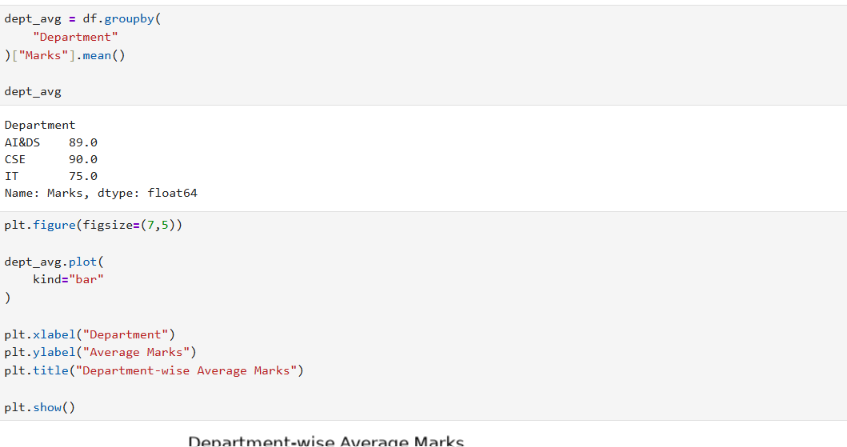 dept_avg = df.groupby(
    "Department"
)["Marks"].mean()
dept_avg
Department
AI&DS    89.0
CSE      90.0
IT       75.0
Name: Marks, dtype: float64
plt.figure(figsize=(7,5))
dept_avg.plot(
    kind="bar"
)
plt.xlabel("Department")
plt.ylabel("Average Marks")
plt.title("Department-wise Average Marks")
plt.show()
Department-wise Average Marks